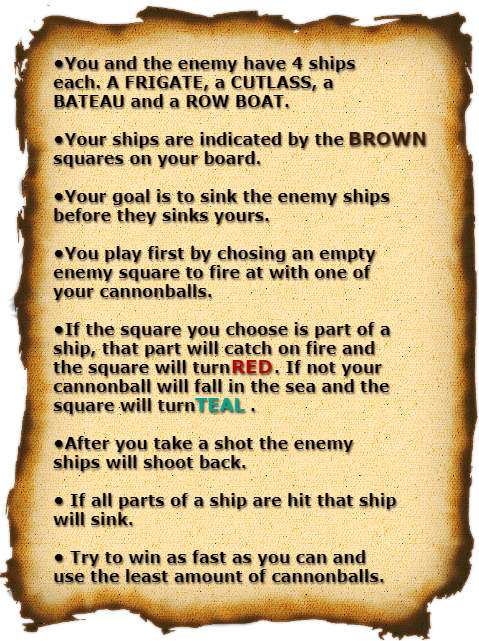 •You and the enemy have 4 ships
each. A FRIGATE, a CUTLASS, a
BATEAU and a ROW BOAT.
•Your ships are indicated by the BROWN
squares on your board.
•Your goal is to sink the enemy ships
before they sinks yours.
•You play first by chosing an empty
enemy square to fire at with one of
your cannonballs.
•If the square you choose is part of a
ship, that part will catch on fire and
the square will turnRED. If not your
cannonball will fall in the sea and the
square will turnTEAL .
•After you take a shot the enemy
ships will shoot back.
• If all parts of a ship are hit that ship
will sink.
• Try to win as fast as you can and
use the least amount of cannonballs.